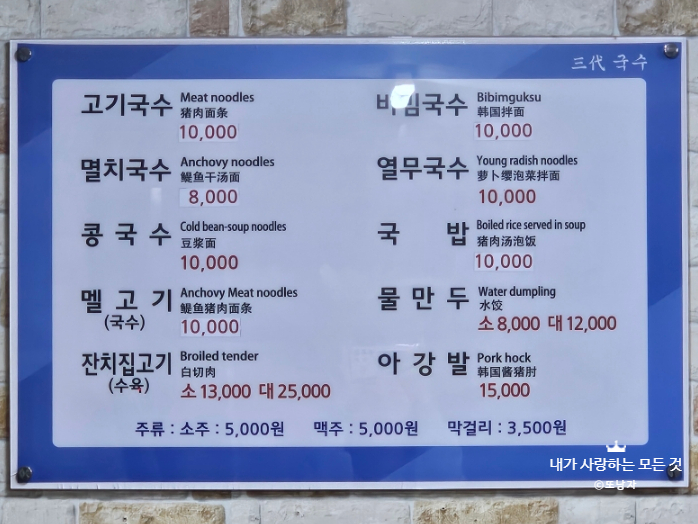 三代 국수
고기국수 Meat noodles
猪肉面条
10,000
비빔국수 Bibimguksu
韩国拌面
10,000
멸치국수 Anchovy noodles
鳀鱼干汤面
8,000
열무국수 Young radish noodles
萝卜缨泡菜拌面
10,000
콩국수 Cold bean-soup noodles
豆浆面
10,000
국밥 Boiled rice served in soup
猪肉汤泡饭
10,000
멜고기 Anchovy Meat noodles
(국수) 鳀鱼猪肉面条
10,000
물만두 Water dumpling
水饺
소 8,000 대 12,000
잔치집고기 Broiled tender
(수육) 白切肉
소 13,000 대 25,000
아강발 Pork hock
韩国酱猪肘
15,000
주류 : 소주 : 5,000원 맥주 : 5,000원 막걸리 : 3,500원
내가 사랑하는 모든 것